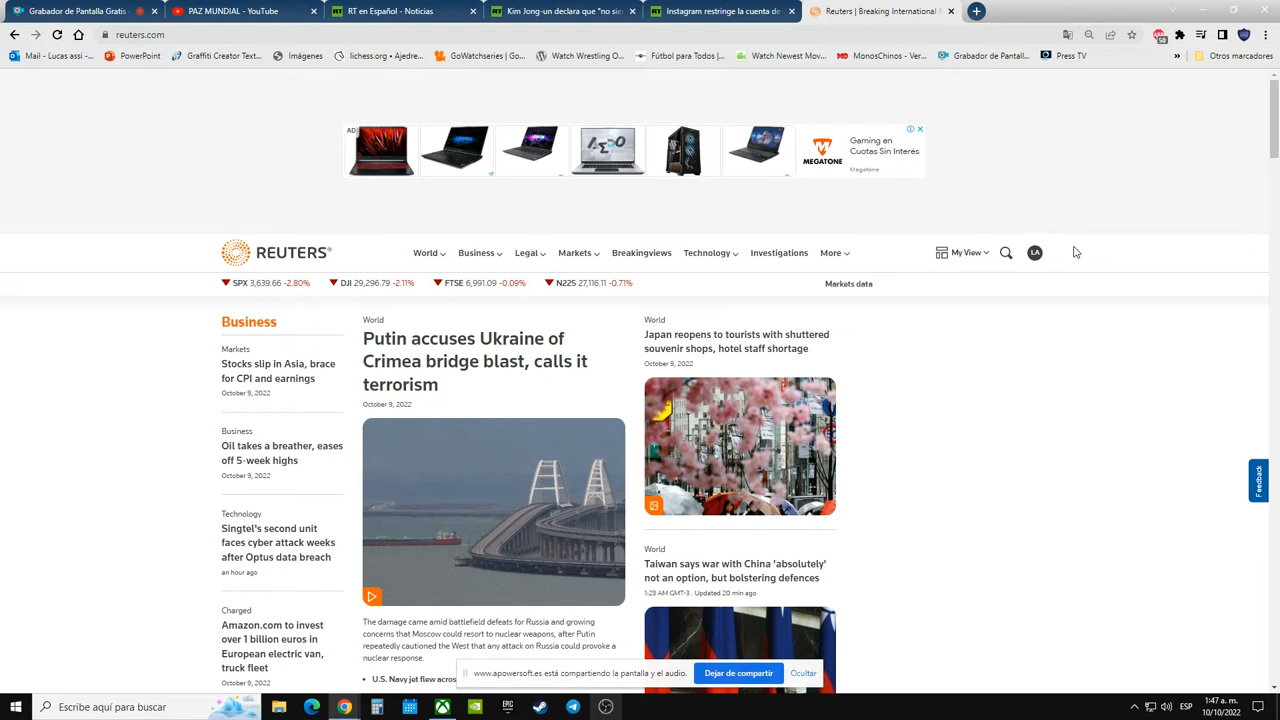 Grabador de Pantalla Gratis
PAZ MUNDIAL - YouTube
RT en Español - Noticias
Kim Jong-un declara que "no sie
Instagram restringe la cuenta de
Reuters | Breaking International
reuters.com
Mail - Lucas assi -...
PowerPoint
Graffiti Creator Text...
Imágenes
lichess.org • Ajedre...
GoWatchseries | Go...
Watch Wrestling O...
Fútbol para Todos |...
Watch Newest Mov...
MonosChinos - Ver...
Grabador de Pantall...
Press TV
»
Otros marcadores
AD
MEGATONE
Gaming en
Cuotas Sin Interés
Megatone
REUTERS®
World
Business
Legal
Markets
Breakingviews
Technology
Investigations
More
My View
LA
SPX 3,639.66 -2.80%
DJI 29,296.79 -2.11%
FTSE 6,991.09 -0.09%
N225 27,116.11 -0.71%
Markets data
Business
Markets
Stocks slip in Asia, brace
for CPI and earnings
October 9, 2022
Business
Oil takes a breather, eases
off 5-week highs
October 9, 2022
Technology
Singtel's second unit
faces cyber attack weeks
after Optus data breach
an hour ago
Charged
Amazon.com to invest
over 1 billion euros in
European electric van,
truck fleet
October 9, 2022
World
Putin accuses Ukraine of
Crimea bridge blast, calls it
terrorism
October 9, 2022
The damage came amid battlefield defeats for Russia and growing
concerns that Moscow could resort to nuclear weapons, after Putin
repeatedly cautioned the West that any attack on Russia could provoke a
nuclear response.
• U.S. Navy jet flew acros
World
Japan reopens to tourists with shuttered
souvenir shops, hotel staff shortage
October 9, 2022
World
Taiwan says war with China 'absolutely'
not an option, but bolstering defences
1:23 AM GMT-3 . Updated 20 min ago
Feedback
www.apowersoft.es está compartiendo la pantalla y el audio.
Dejar de compartir
Ocultar
Escribe aquí para buscar
EPIC
ESP
1:47 a. m.
10/10/2022